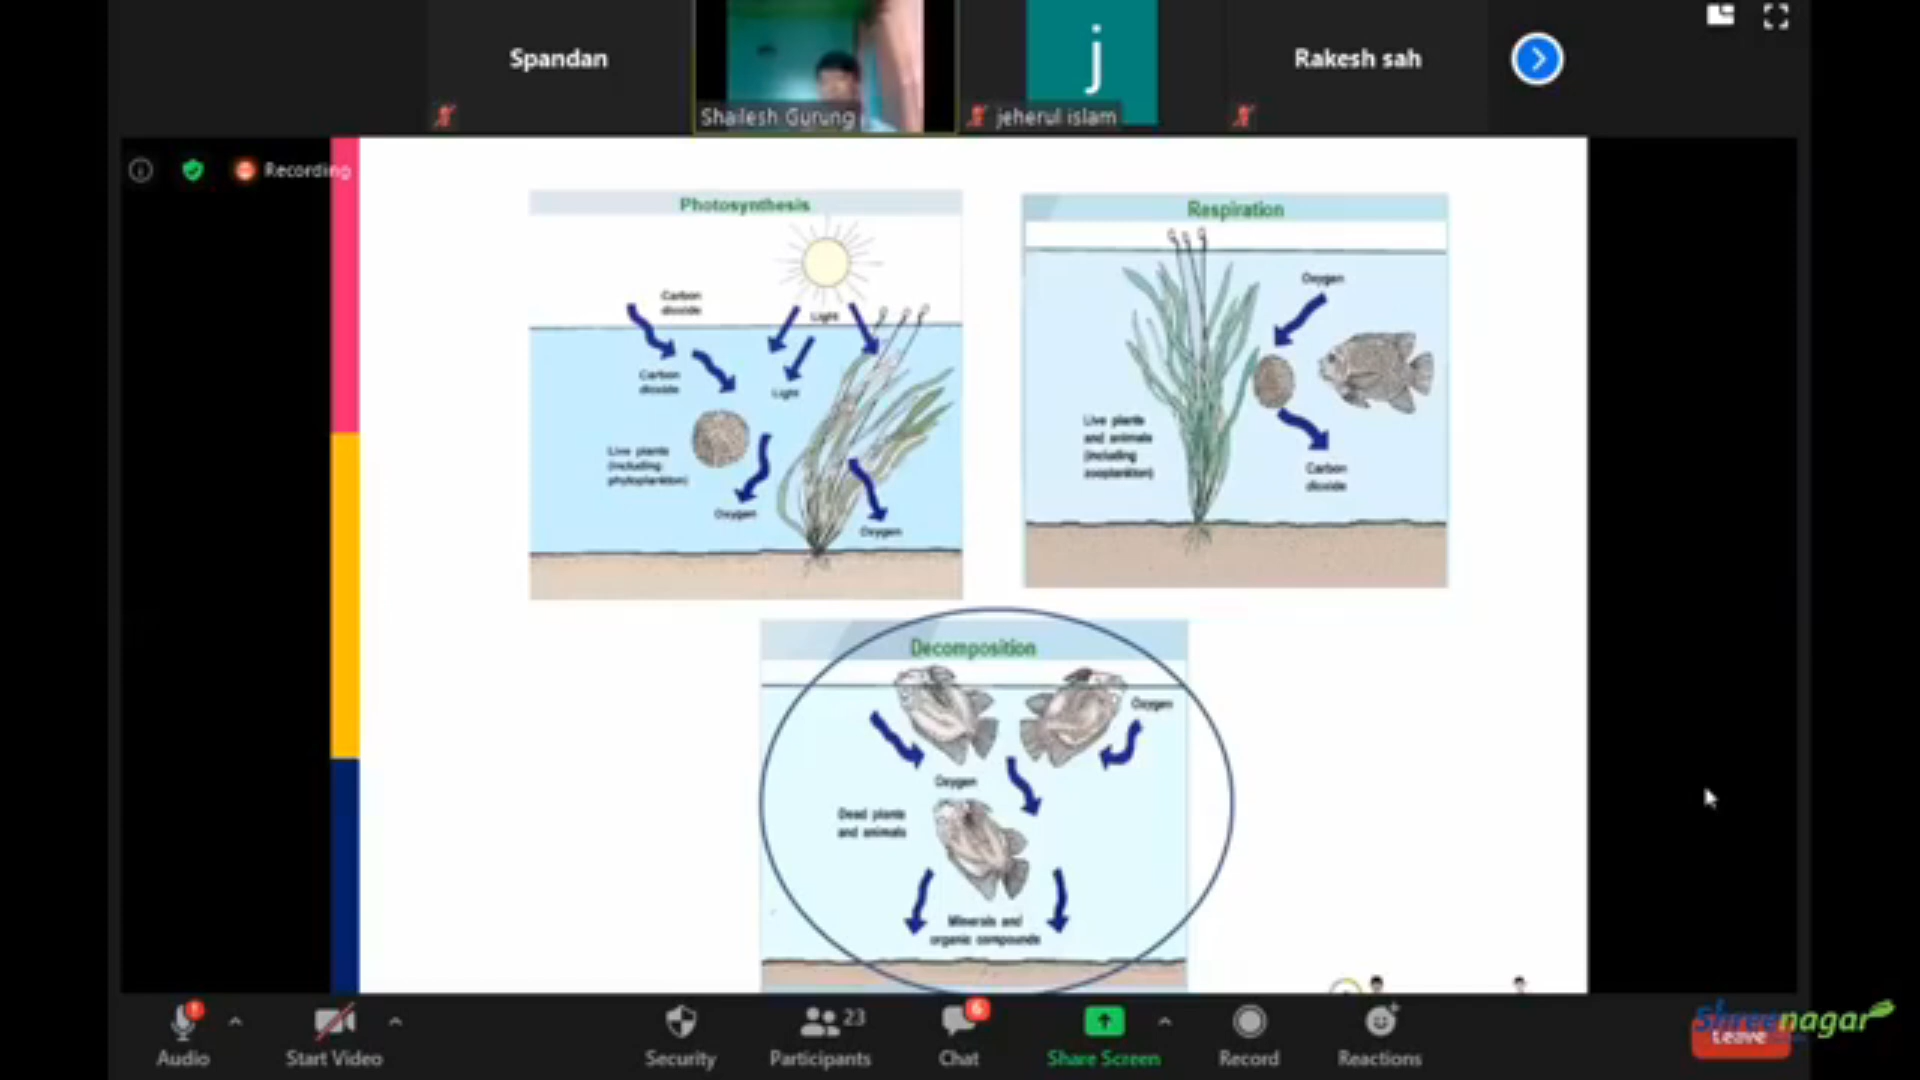 Spandan
j
Rakesh sah
Shailesh Gurung
jeherul islam
Recording
Photosynthesis
Carbon
dioxide
Light
Carbon
dioxide
Light
Live plants
(including
phytoplankton)
Oxygen
Oxygen
Respiration
Oxygen
Live plants
and animals
(including
zooplankton)
Carbon
dioxide
Decomposition
Oxygen
Oxygen
Dead plants
and animals
Minerals and
organic compounds
23
6
Audio
Start Video
Security
Participants
Chat
Share Screen
Record
Reactions
Shreenagar
Leave